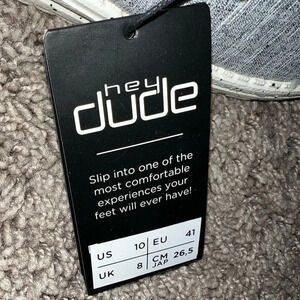 hey
dude
Slip into one of the
most comfortable
experiences your
feet will ever have!
US 10 EU 41
UK 8 CM JAP 26,5